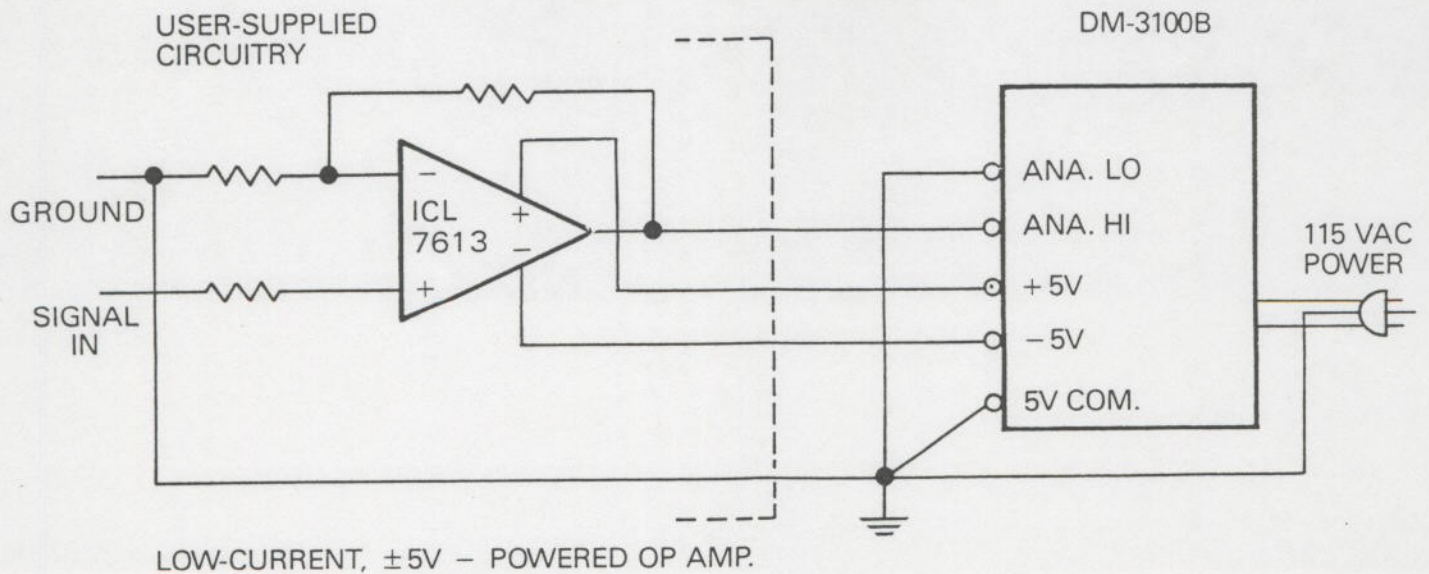 USER-SUPPLIED
CIRCUITRY
DM-3100B
GROUND
SIGNAL
IN
-
+
ICL
7613
+
-
ANA. LO
ANA. HI
+5V
-5V
5V COM.
115 VAC
POWER
LOW-CURRENT, ±5V - POWERED OP AMP.